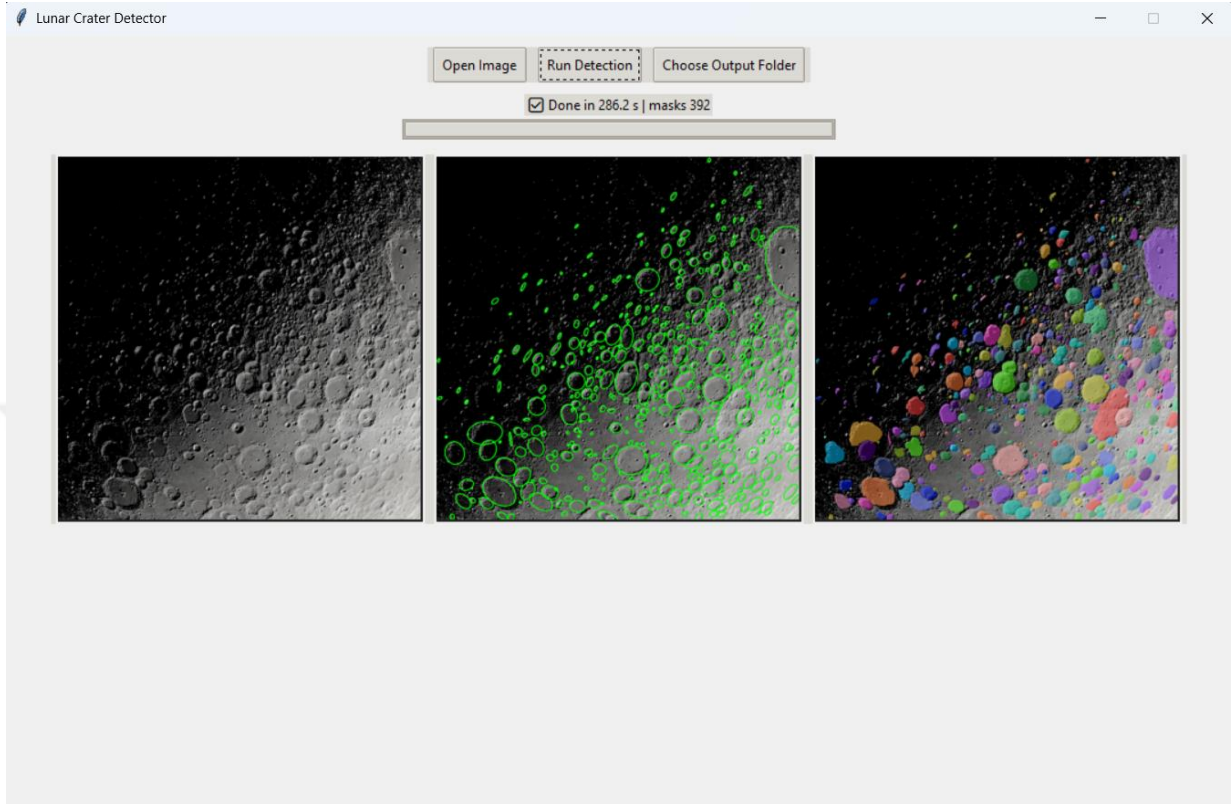 Lunar Crater Detector
Open Image Run Detection Choose Output Folder
Done in 286.2 s | masks 392